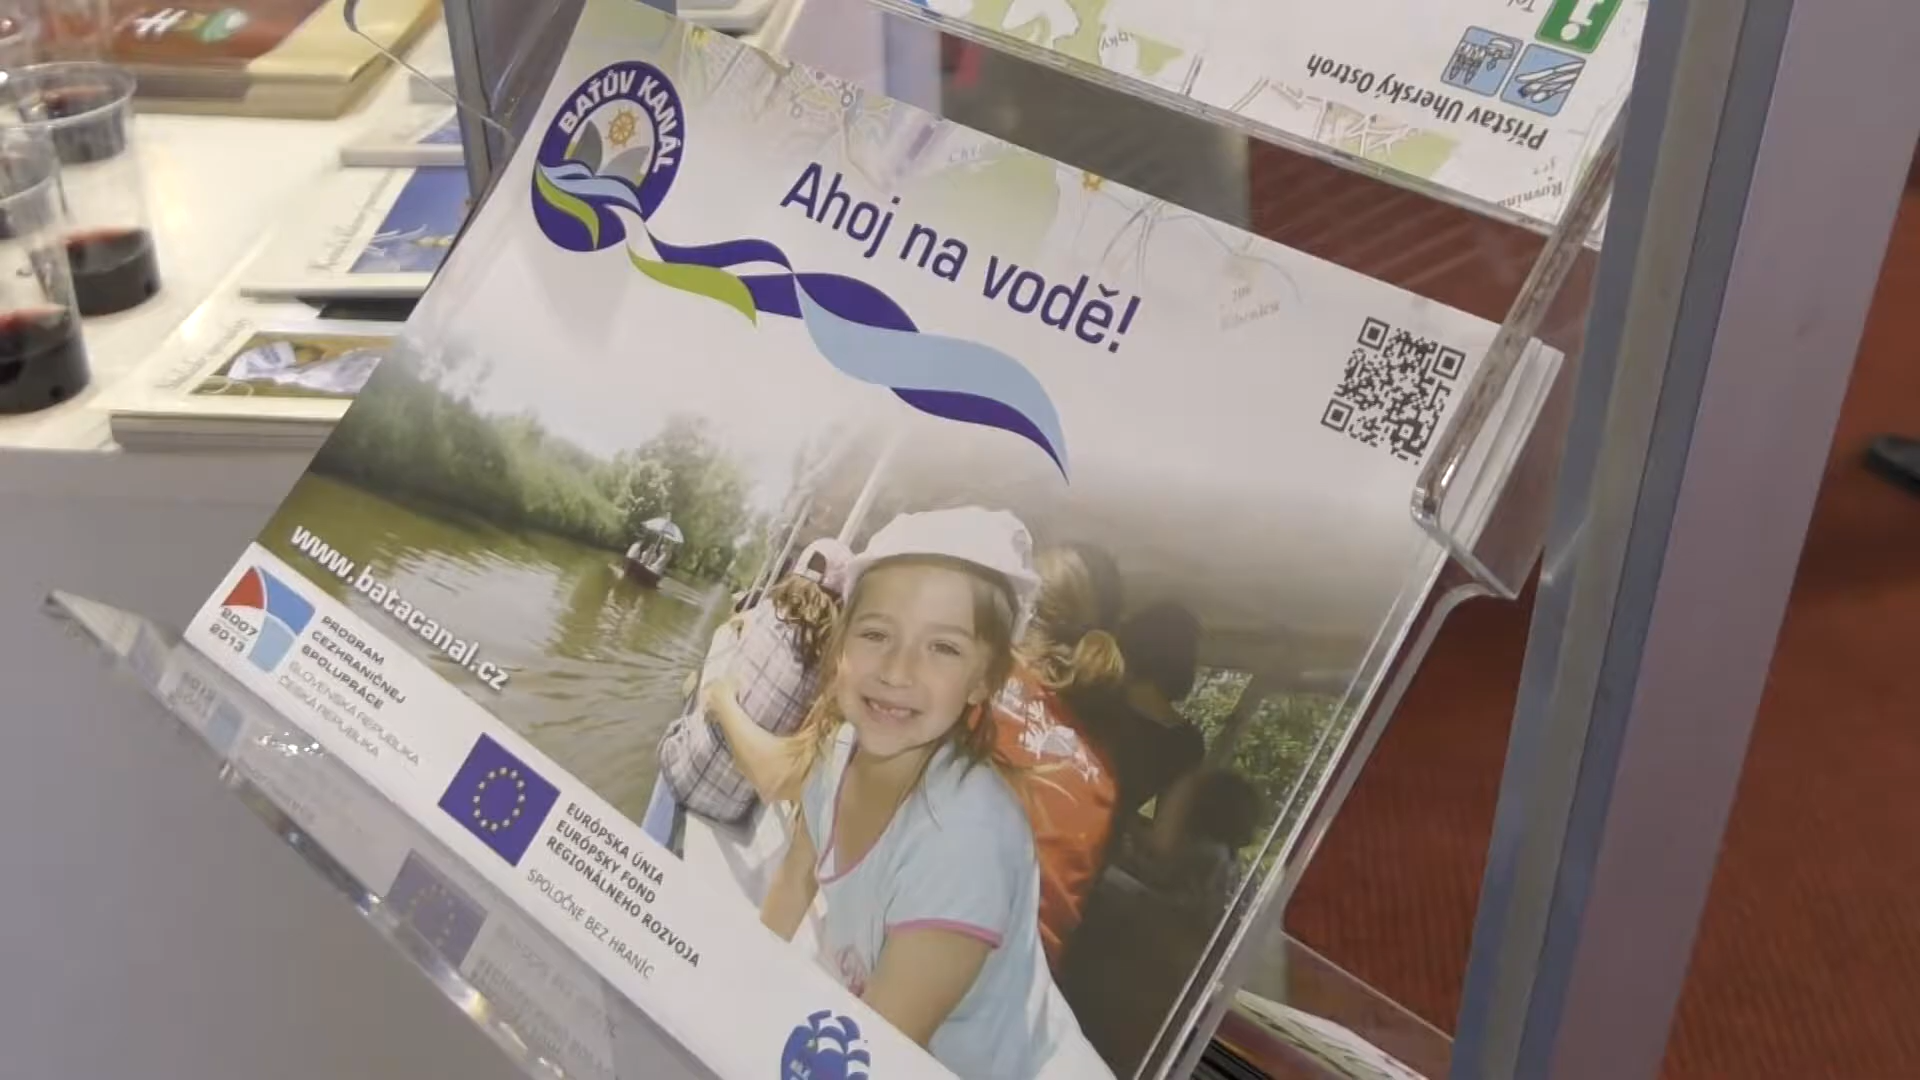 BAŤŮV KANÁL
Ahoj na vodě!
www.batacanal.cz
2007
2013
PROGRAM
CEZHRANIČNEJ
SPOLUPRÁCE
SLOVENSKÁ REPUBLIKA
ČESKÁ REPUBLIKA
EURÓPSKA ÚNIA
EURÓPSKY FOND
REGIONÁLNEHO ROZVOJA
SPOLOČNE BEZ HRANÍC
i
Přístav Uherský Ostroh